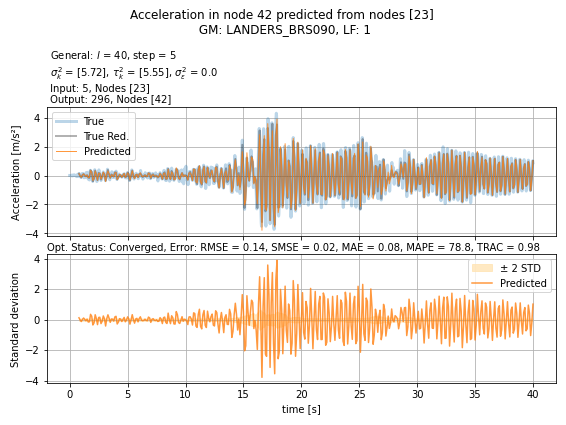 Acceleration in node 42 predicted from nodes [23]
GM: LANDERS_BRS090, LF: 1
General: l = 40, step = 5
σ²ₖ = [5.72], τ²ₖ = [5.55], σ²ε = 0.0
Input: 5, Nodes [23]
Output: 296, Nodes [42]
Acceleration [m/s²]
4
2
0
−2
−4
True
True Red.
Predicted
Opt. Status: Converged, Error: RMSE = 0.14, SMSE = 0.02, MAE = 0.08, MAPE = 78.8, TRAC = 0.98
Standard deviation
4
2
0
−2
−4
± 2 STD
Predicted
0 5 10 15 20 25 30 35 40
time [s]